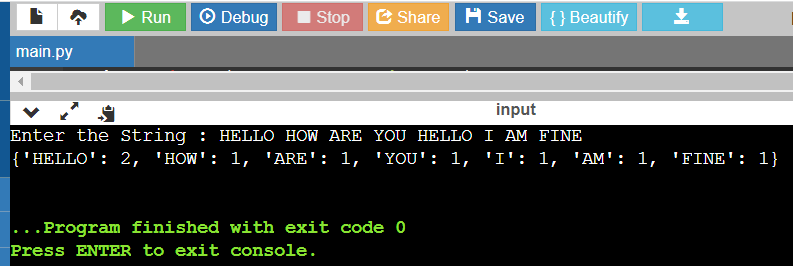 Run Debug Stop Share Save { } Beautify
main.py
input
Enter the String : HELLO HOW ARE YOU HELLO I AM FINE
{'HELLO': 2, 'HOW': 1, 'ARE': 1, 'YOU': 1, 'I': 1, 'AM': 1, 'FINE': 1}
...Program finished with exit code 0
Press ENTER to exit console.